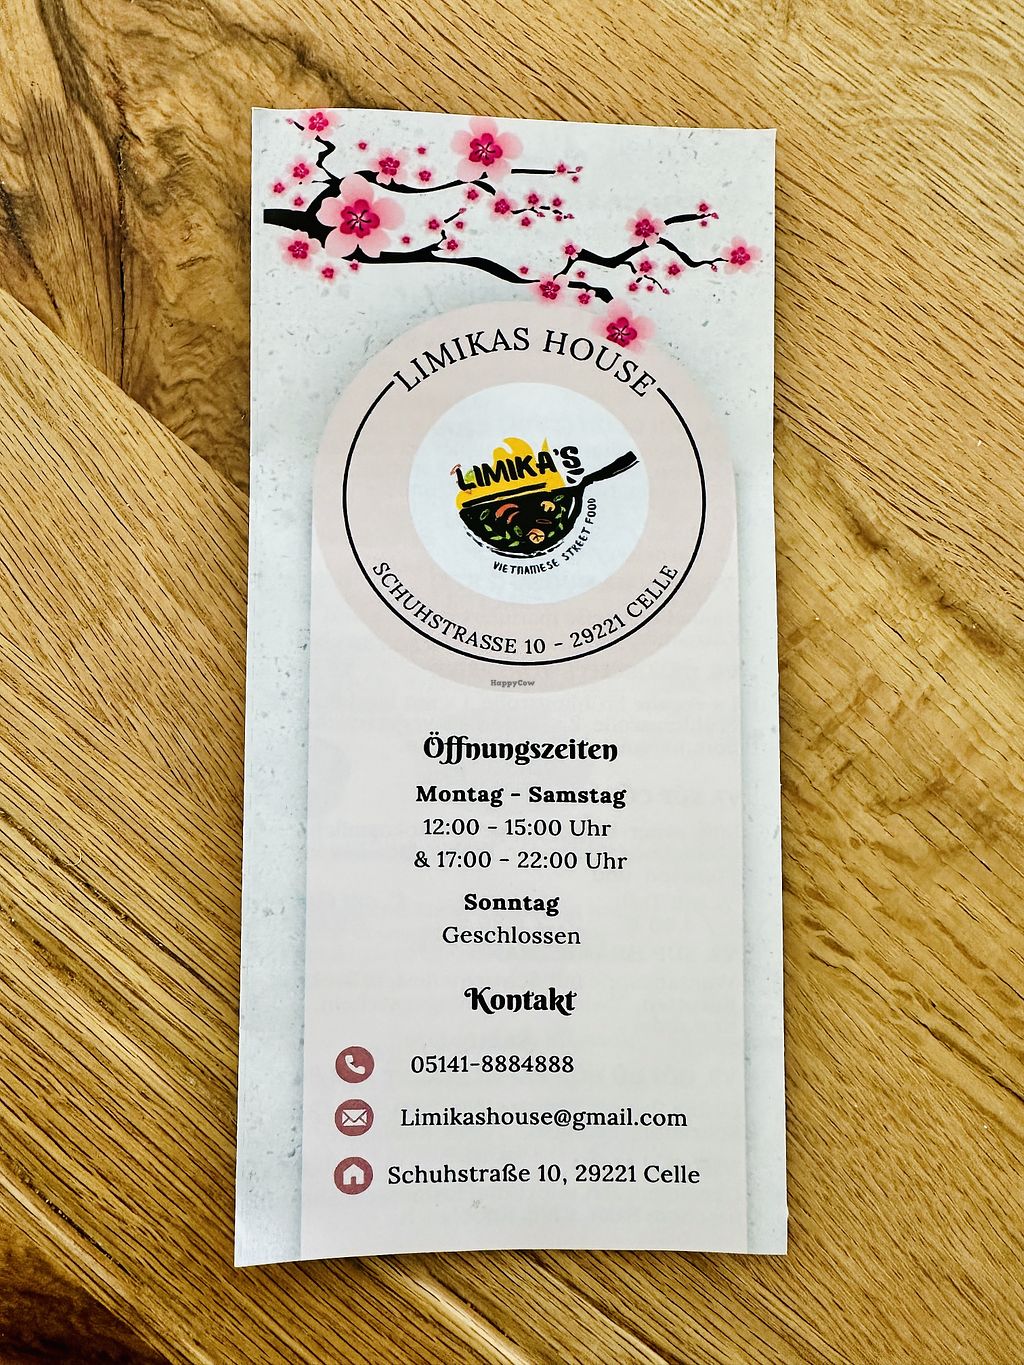 LIMIKAS HOUSE
LIMIKA'S
VIETNAMESE STREET FOOD
SCHUHSTRASSE 10 - 29221 CELLE
HappyCow
Öffnungszeiten
Montag - Samstag
12:00 - 15:00 Uhr
& 17:00 - 22:00 Uhr
Sonntag
Geschlossen
Kontakt
05141-8884888
Limikashouse@gmail.com
Schuhstraße 10, 29221 Celle